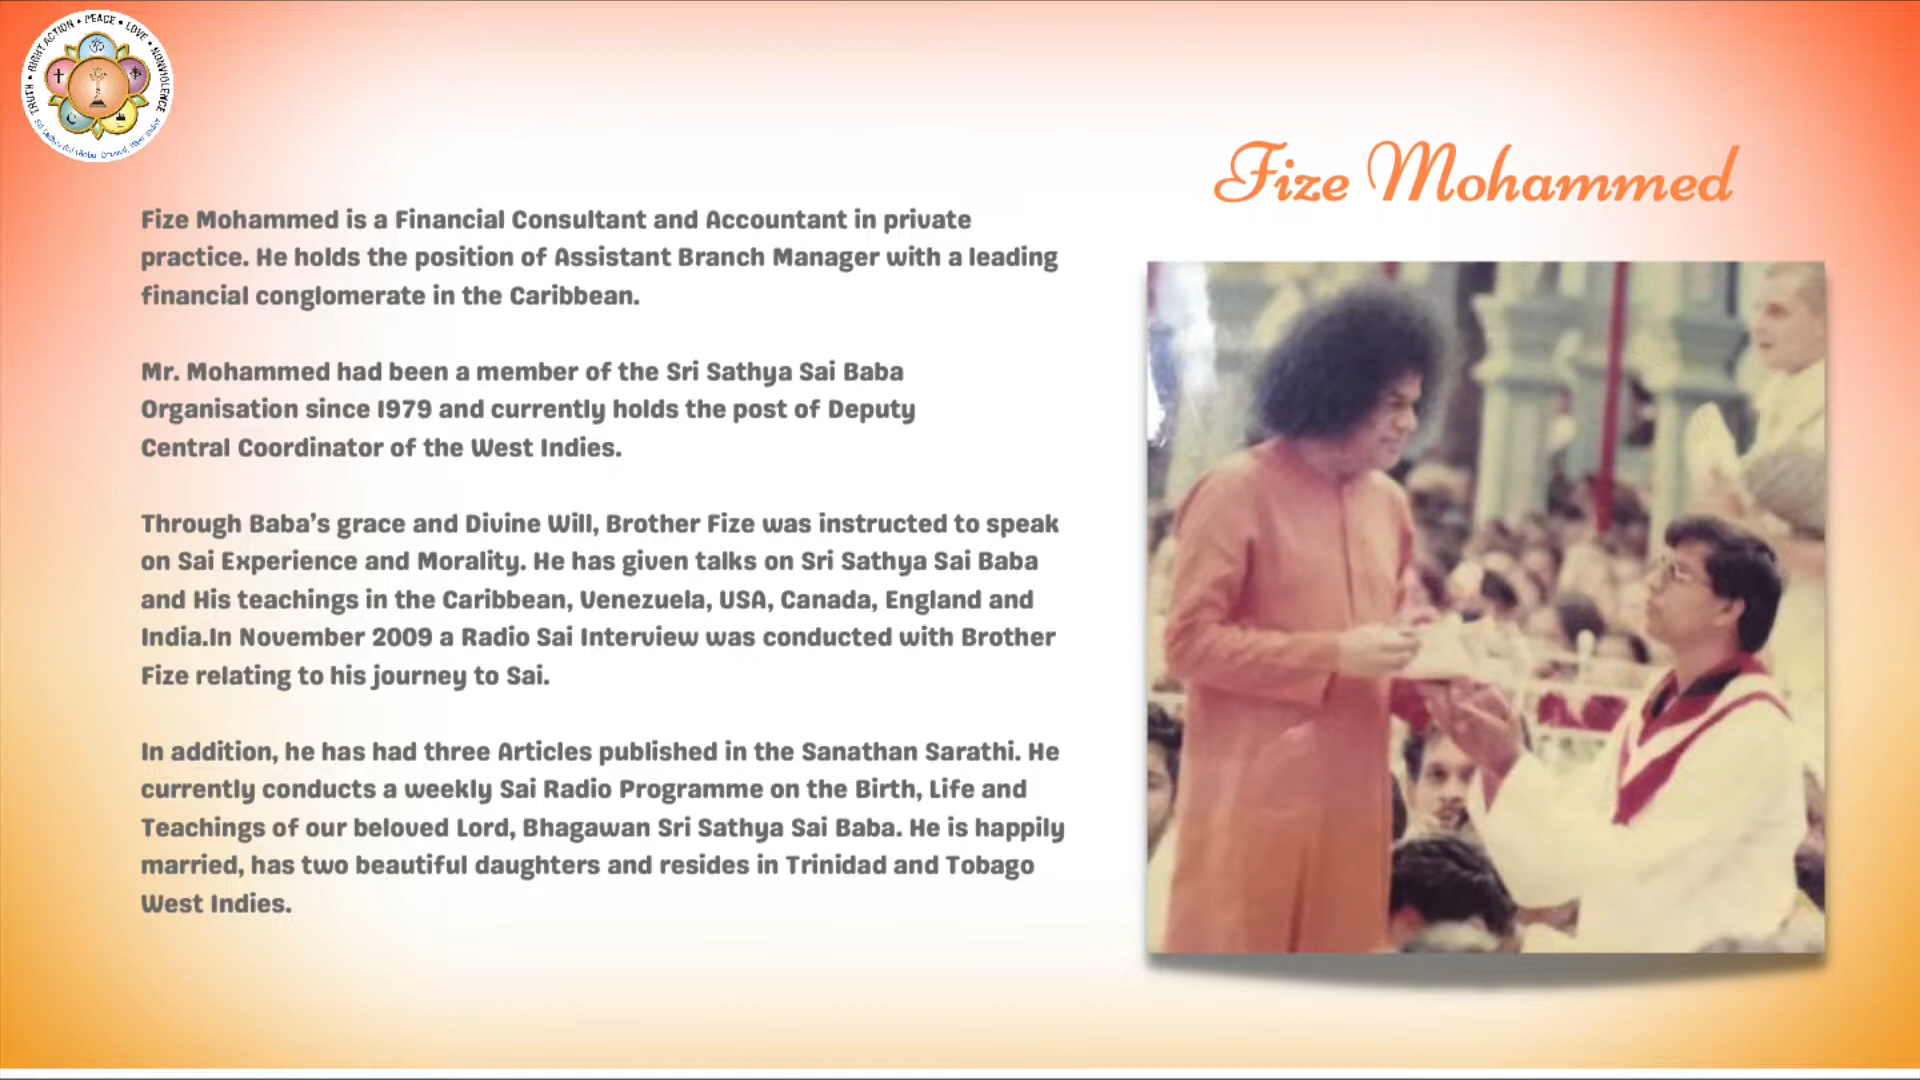 TRUTH • RIGHT ACTION • PEACE • LOVE • NONVIOLENCE
Fize Mohammed
Fize Mohammed is a Financial Consultant and Accountant in private
practice. He holds the position of Assistant Branch Manager with a leading
financial conglomerate in the Caribbean.
Mr. Mohammed had been a member of the Sri Sathya Sai Baba
Organisation since 1979 and currently holds the post of Deputy
Central Coordinator of the West Indies.
Through Baba’s grace and Divine Will, Brother Fize was instructed to speak
on Sai Experience and Morality. He has given talks on Sri Sathya Sai Baba
and His teachings in the Caribbean, Venezuela, USA, Canada, England and
India.In November 2009 a Radio Sai Interview was conducted with Brother
Fize relating to his journey to Sai.
In addition, he has had three Articles published in the Sanathan Sarathi. He
currently conducts a weekly Sai Radio Programme on the Birth, Life and
Teachings of our beloved Lord, Bhagawan Sri Sathya Sai Baba. He is happily
married, has two beautiful daughters and resides in Trinidad and Tobago
West Indies.